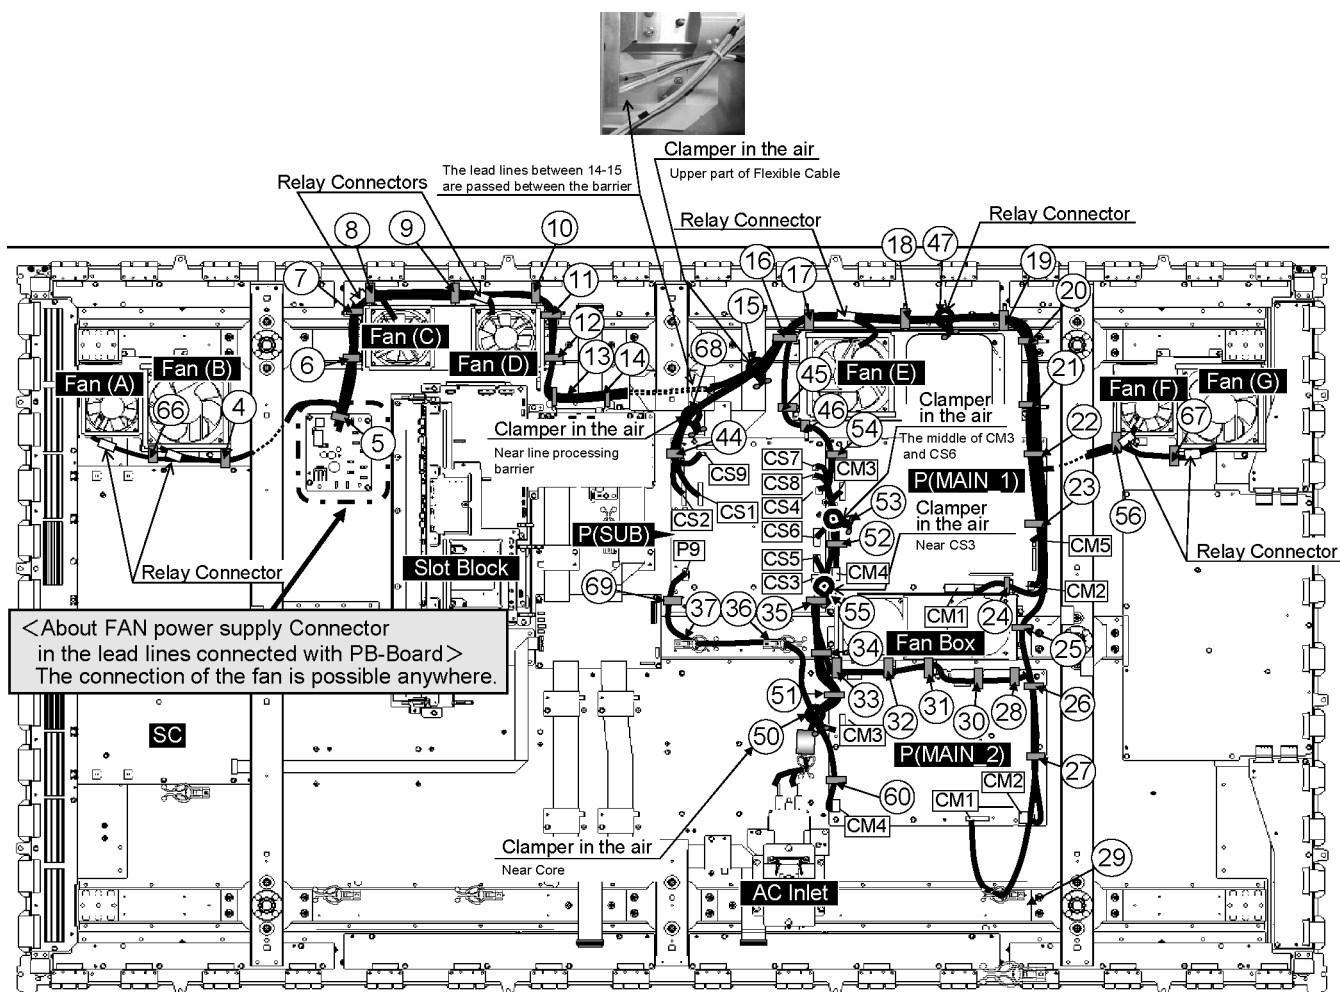 Clamper in the air
Upper part of Flexible Cable
The lead lines between 14-15
are passed between the barrier
Relay Connectors
Relay Connector
Relay Connector
8
9
10
7
11
12
6
13
14
15
16
17
18
47
19
20
21
22
23
68
45
46
54
53
52
44
Fan (A)
Fan (B)
Fan (C)
Fan (D)
Fan (E)
Fan (F)
Fan (G)
66
4
5
67
56
Clamper in the air
Near line processing
barrier
Clamper
in the air
The middle of CM3
and CS6
P(MAIN_1)
Clamper
in the air
Near CS3
CS9
CS1
CS2
CS7
CS8
CS4
CS6
CS5
CS3
CM3
CM4
CM5
CM2
CM1
P(SUB)
P9
Slot Block
Relay Connector
Relay Connector
69
37
36
35
55
24
25
34
Fan Box
33
32
31
30
28
26
27
51
50
CM3
P(MAIN_2)
CM2
CM1
60
CM4
29
<About FAN power supply Connector
in the lead lines connected with PB-Board>
The connection of the fan is possible anywhere.
SC
Clamper in the air
Near Core
AC Inlet